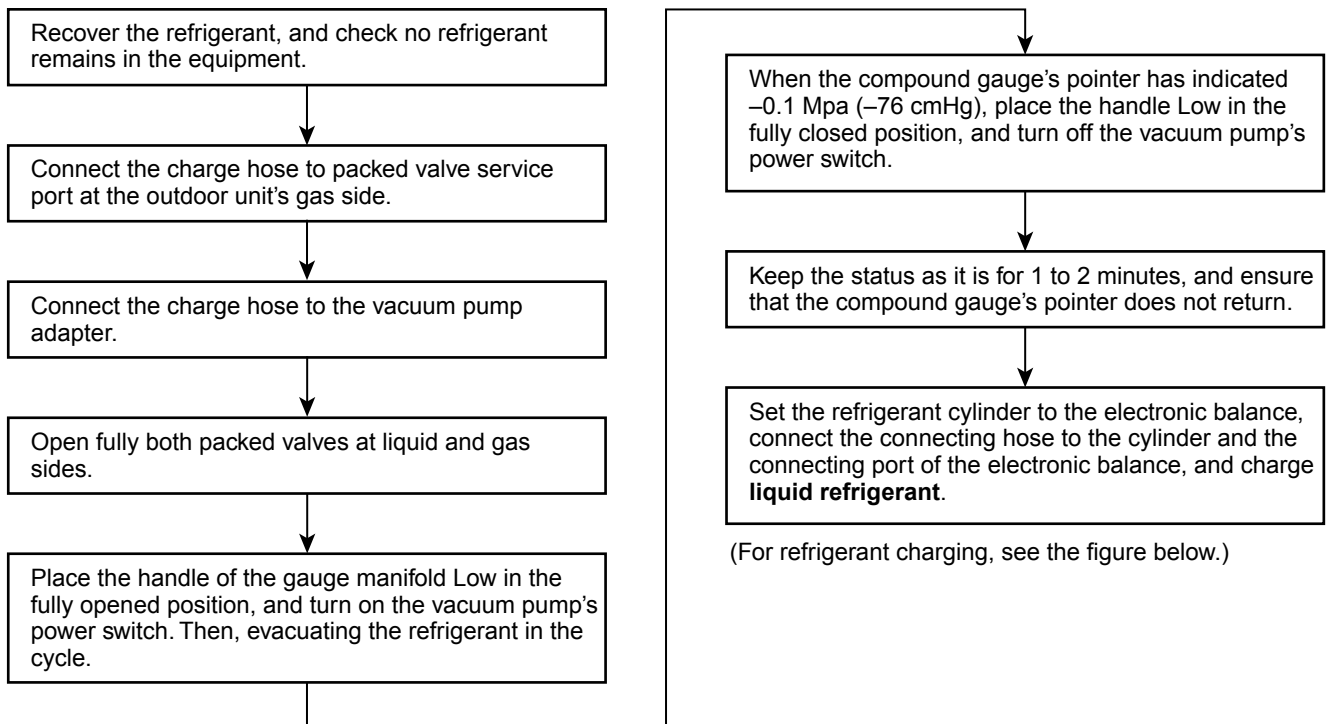 Recover the refrigerant, and check no refrigerant
remains in the equipment.
Connect the charge hose to packed valve service
port at the outdoor unit’s gas side.
Connect the charge hose to the vacuum pump
adapter.
Open fully both packed valves at liquid and gas
sides.
Place the handle of the gauge manifold Low in the
fully opened position, and turn on the vacuum pump’s
power switch. Then, evacuating the refrigerant in the
cycle.
When the compound gauge’s pointer has indicated
–0.1 Mpa (–76 cmHg), place the handle Low in the
fully closed position, and turn off the vacuum pump’s
power switch.
Keep the status as it is for 1 to 2 minutes, and ensure
that the compound gauge’s pointer does not return.
Set the refrigerant cylinder to the electronic balance,
connect the connecting hose to the cylinder and the
connecting port of the electronic balance, and charge
liquid refrigerant.
(For refrigerant charging, see the figure below.)